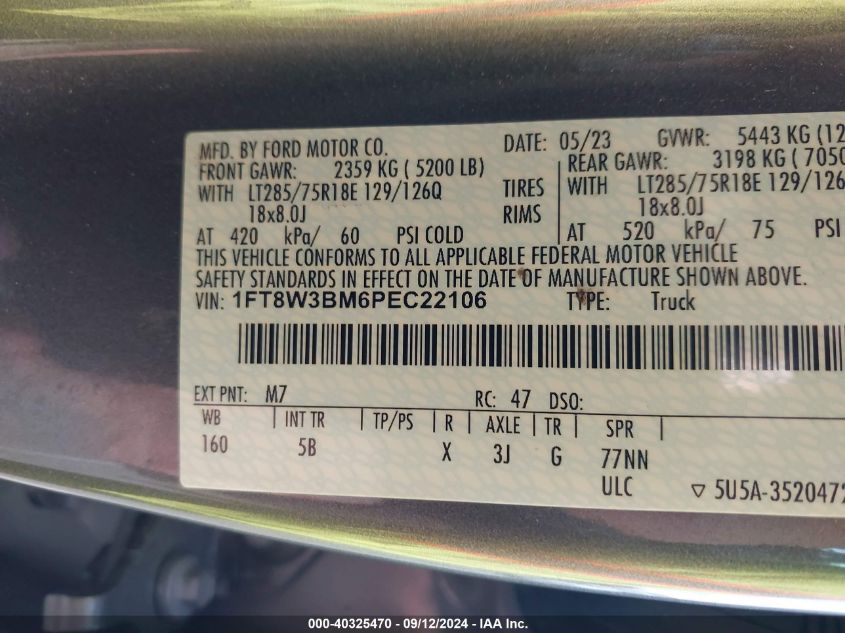 MFD. BY FORD MOTOR CO. DATE: 05/23 GVWR: 5443 KG (12
FRONT GAWR: 2359 KG ( 5200 LB) REAR GAWR: 3198 KG ( 7050
WITH LT285/75R18E 129/126Q TIRES WITH LT285/75R18E 129/126
18x8.0J RIMS 18x8.0J
AT 420 kPa/ 60 PSI COLD AT 520 kPa/ 75 PSI
THIS VEHICLE CONFORMS TO ALL APPLICABLE FEDERAL MOTOR VEHICLE
SAFETY STANDARDS IN EFFECT ON THE DATE OF MANUFACTURE SHOWN ABOVE.
VIN: 1FT8W3BM6PEC22106 TYPE: Truck
EXT PNT: M7 RC: 47 DSO:
WB INT TR TP/PS R AXLE TR SPR
160 5B X 3J G 77NN
ULC ▽ 5U5A-3520472
000-40325470 - 09/12/2024 - IAAI Inc.